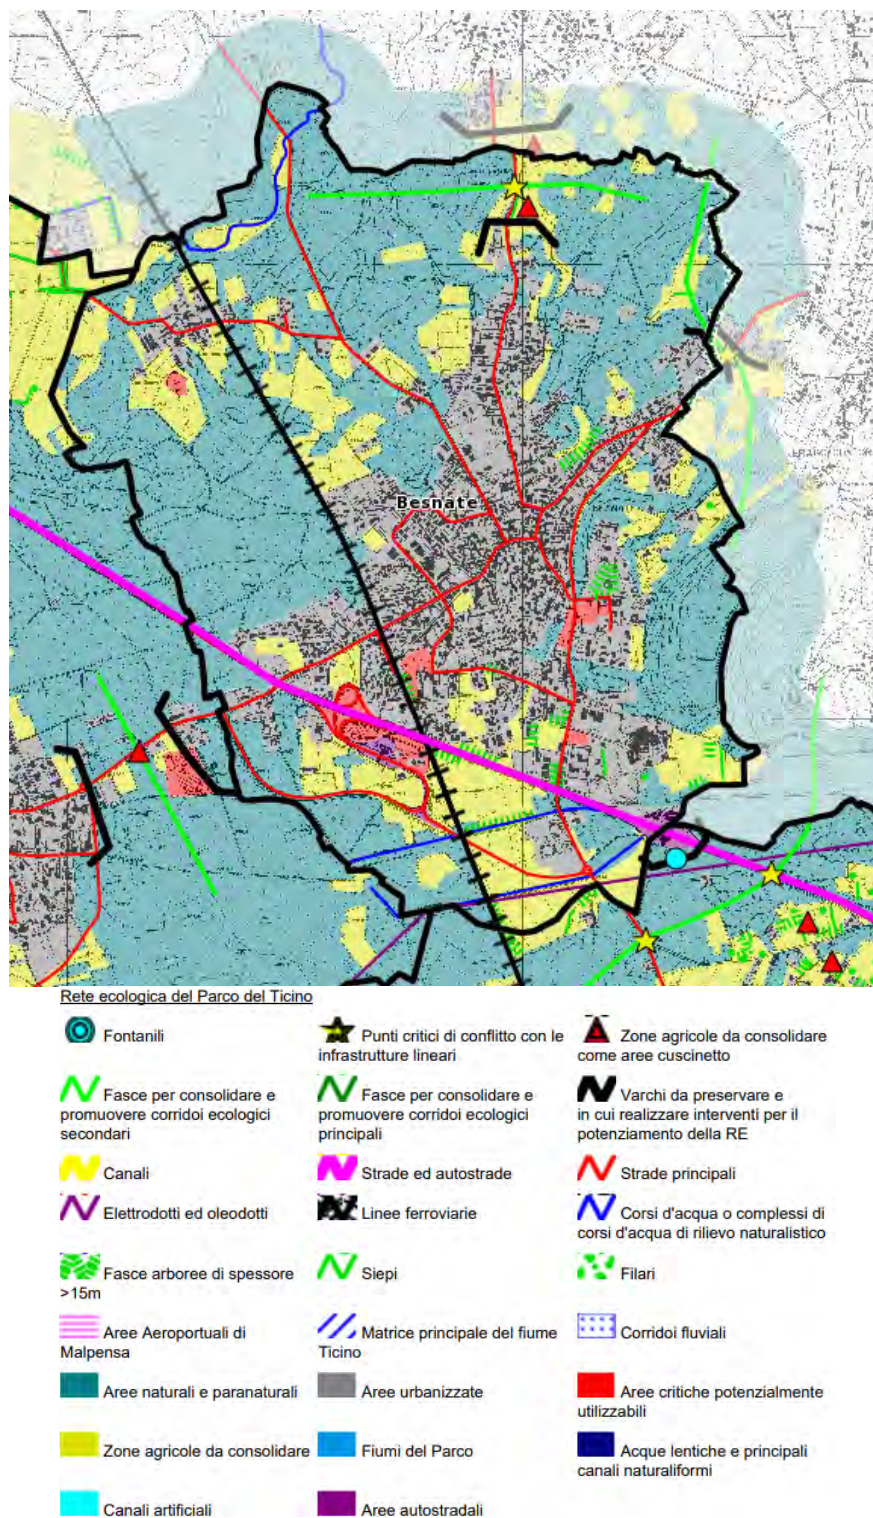 Besnate
Rete ecologica del Parco del Ticino
Fontanili
Punti critici di conflitto con le
infrastrutture lineari
Zone agricole da consolidare
come aree cuscinetto
Fasce per consolidare e
promuovere corridoi ecologici
secondari
Fasce per consolidare e
promuovere corridoi ecologici
principali
Varchi da preservare e
in cui realizzare interventi per il
potenziamento della RE
Canali
Strade ed autostrade
Strade principali
Elettrodotti ed oleodotti
Linee ferroviarie
Corsi d'acqua o complessi di
corsi d'acqua di rilievo naturalistico
Fasce arboree di spessore
>15m
Siepi
Filari
Aree Aeroportuali di
Malpensa
Matrice principale del fiume
Ticino
Corridoi fluviali
Aree naturali e paranaturali
Aree urbanizzate
Aree critiche potenzialmente
utilizzabili
Zone agricole da consolidare
Fiumi del Parco
Acque lentiche e principali
canali naturaliformi
Canali artificiali
Aree autostradali